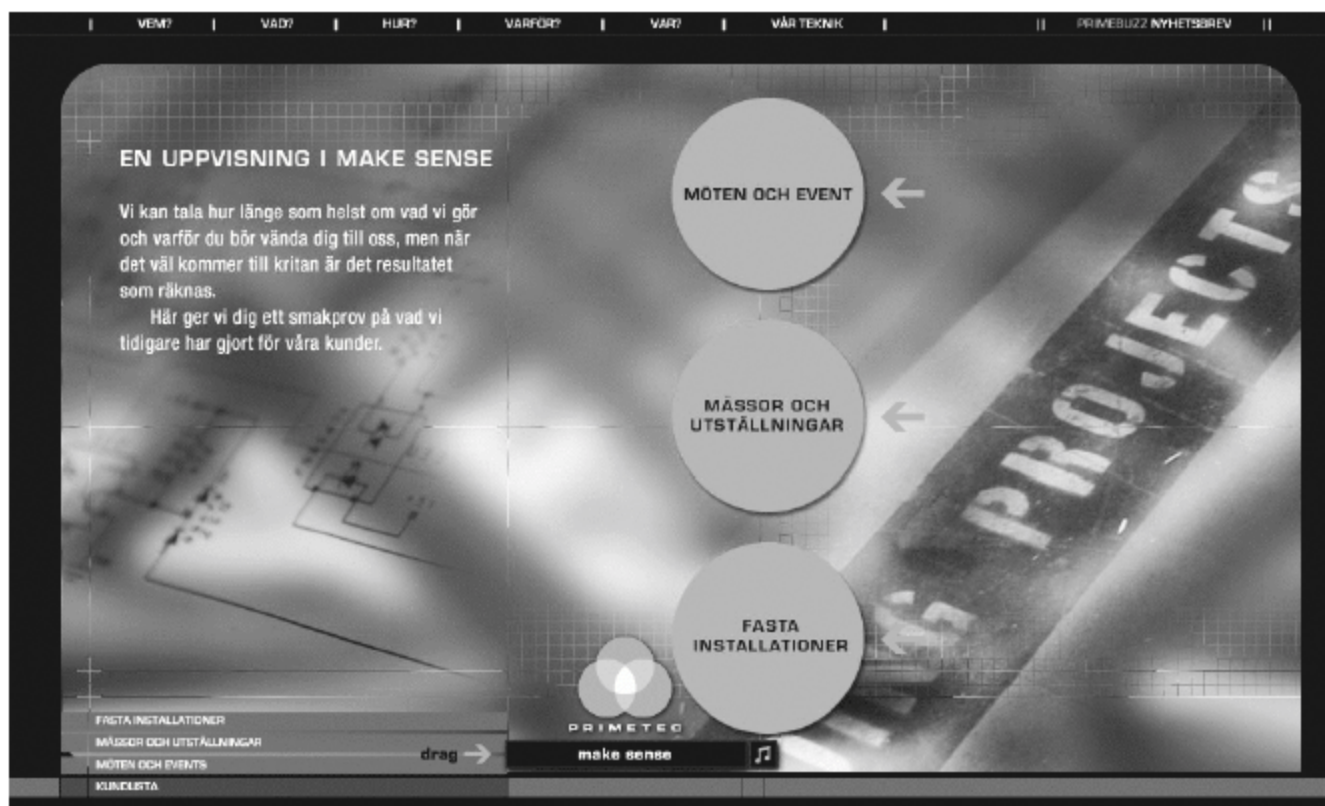 VEM?
VAD?
HUR?
VARFÖR?
VAR?
VÅR TEKNIK
PRIMEBUZZ NYHETSBREV
EN UPPVISNING I MAKE SENSE
Vi kan tala hur länge som helst om vad vi gör
och varför du bör vända dig till oss, men när
det väl kommer till kritan är det resultatet
som räknas.
Här ger vi dig ett smakprov på vad vi
tidigare har gjort för våra kunder.
MÖTEN OCH EVENT
MÄSSOR OCH
UTSTÄLLNINGAR
FASTA
INSTALLATIONER
PROJECTS
PRIMETEC
FASTA INSTALLATIONER
MÄSSOR OCH UTSTÄLLNINGAR
MÖTEN OCH EVENTS
KUNDLISTA
drag
make sense